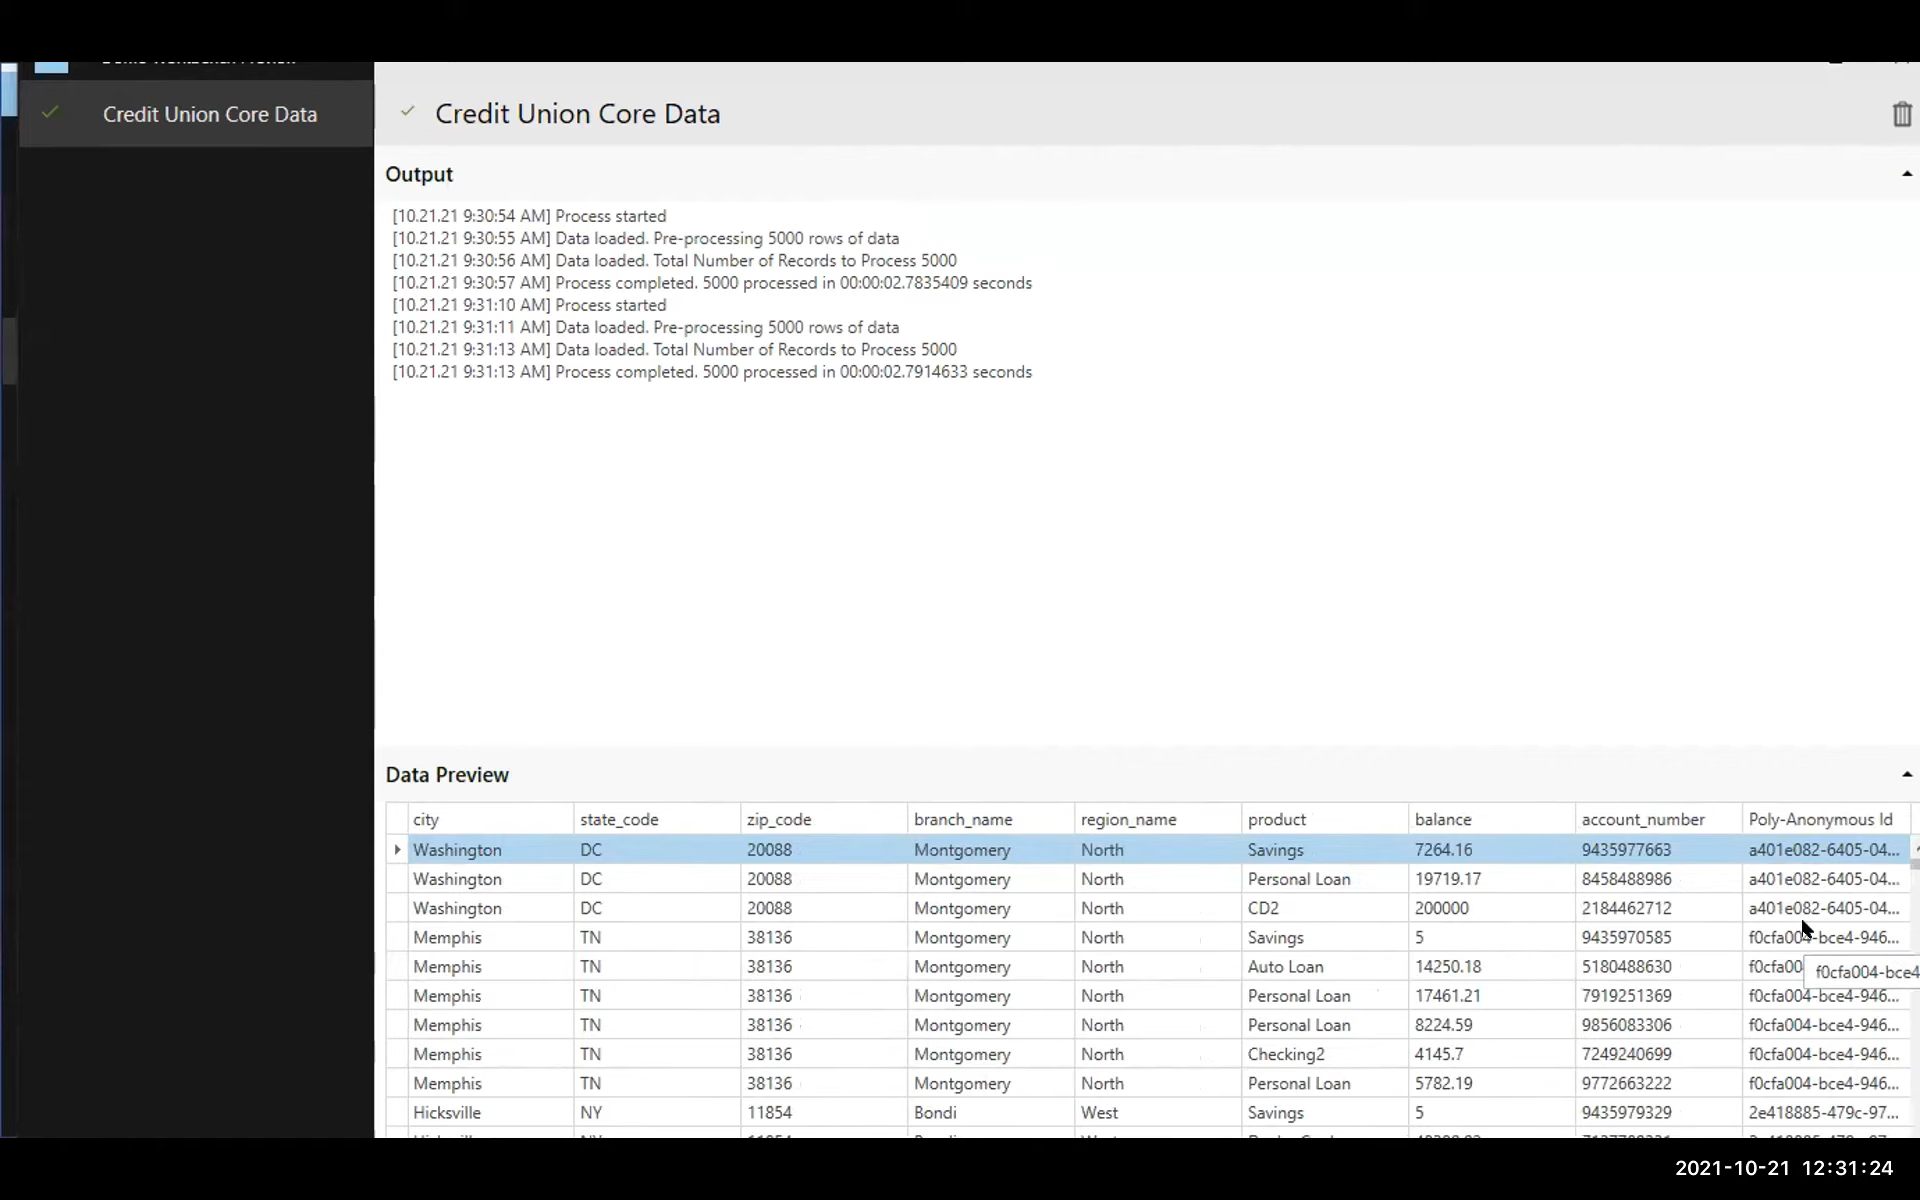 Credit Union Core Data
Credit Union Core Data
Output
[10.21.21 9:30:54 AM] Process started
[10.21.21 9:30:55 AM] Data loaded. Pre-processing 5000 rows of data
[10.21.21 9:30:56 AM] Data loaded. Total Number of Records to Process 5000
[10.21.21 9:30:57 AM] Process completed. 5000 processed in 00:00:02.7835409 seconds
[10.21.21 9:31:10 AM] Process started
[10.21.21 9:31:11 AM] Data loaded. Pre-processing 5000 rows of data
[10.21.21 9:31:13 AM] Data loaded. Total Number of Records to Process 5000
[10.21.21 9:31:13 AM] Process completed. 5000 processed in 00:00:02.7914633 seconds
Data Preview
city state_code zip_code branch_name region_name product balance account_number Poly-Anonymous Id
Washington DC 20088 Montgomery North Savings 7264.16 9435977663 a401e082-6405-04...
Washington DC 20088 Montgomery North Personal Loan 19719.17 8458488986 a401e082-6405-04...
Washington DC 20088 Montgomery North CD2 200000 2184462712 a401e082-6405-04...
Memphis TN 38136 Montgomery North Savings 5 9435970585 f0cfa004-bce4-946...
Memphis TN 38136 Montgomery North Auto Loan 14250.18 5180488630 f0cfa00 f0cfa004-bce4
Memphis TN 38136 Montgomery North Personal Loan 17461.21 7919251369 f0cfa004-bce4-946...
Memphis TN 38136 Montgomery North Personal Loan 8224.59 9856083306 f0cfa004-bce4-946...
Memphis TN 38136 Montgomery North Checking2 4145.7 7249240699 f0cfa004-bce4-946...
Memphis TN 38136 Montgomery North Personal Loan 5782.19 9772663222 f0cfa004-bce4-946...
Hicksville NY 11854 Bondi West Savings 5 9435979329 2e418885-479c-97...
2021-10-21 12:31:24